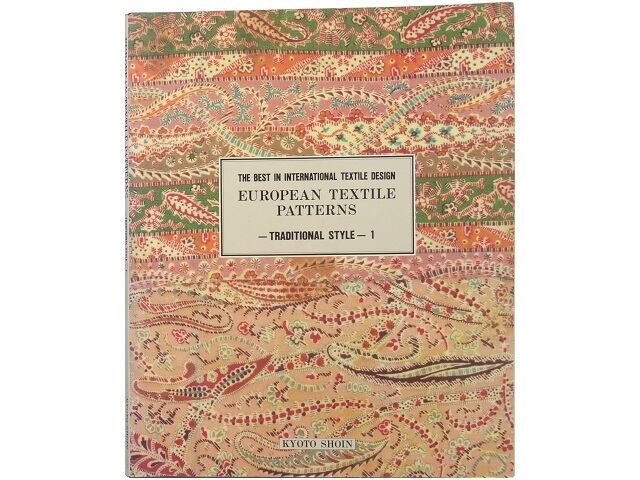 THE BEST IN INTERNATIONAL TEXTILE DESIGN
EUROPEAN TEXTILE
PATTERNS
— TRADITIONAL STYLE — 1
KYOTO SHOIN